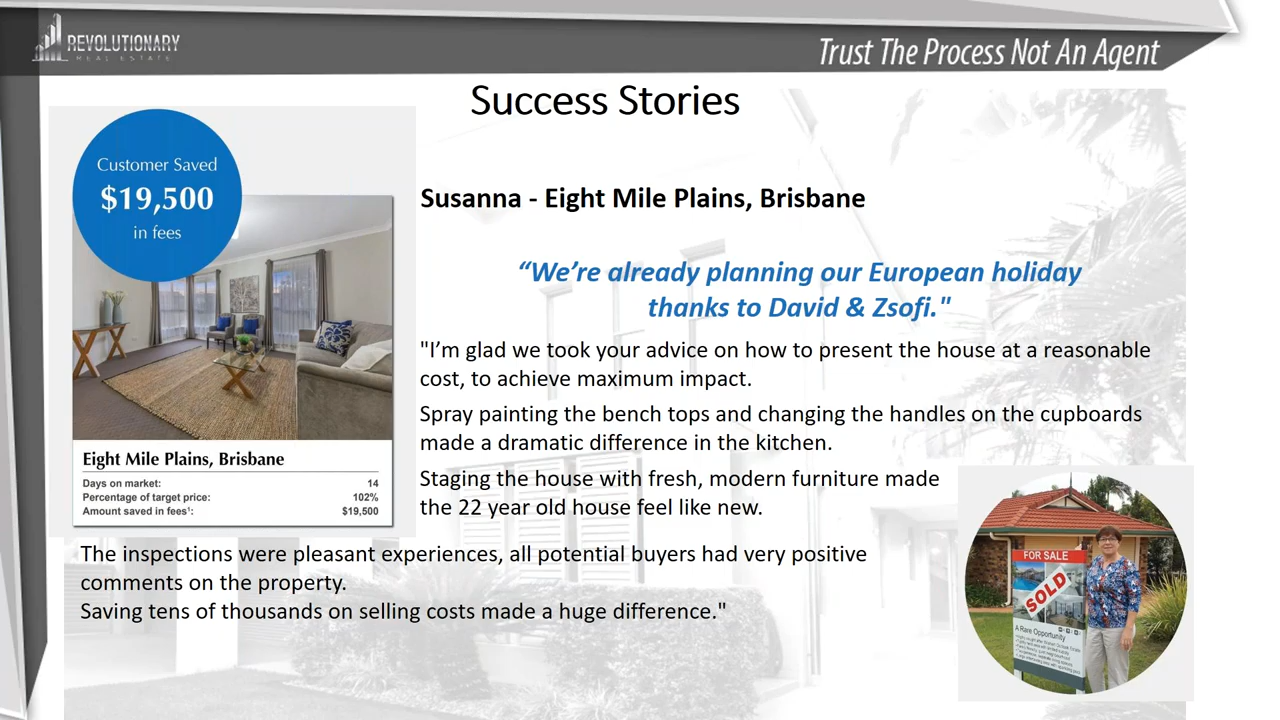 REVOLUTIONARY
REAL ESTATE
Trust The Process Not An Agent
Success Stories
Customer Saved
$19,500
in fees
Eight Mile Plains, Brisbane
Days on market: 14
Percentage of target price: 102%
Amount saved in fees¹: $19,500
Susanna - Eight Mile Plains, Brisbane
“We’re already planning our European holiday
thanks to David & Zsofi."
"I’m glad we took your advice on how to present the house at a reasonable
cost, to achieve maximum impact.
Spray painting the bench tops and changing the handles on the cupboards
made a dramatic difference in the kitchen.
Staging the house with fresh, modern furniture made
the 22 year old house feel like new.
The inspections were pleasant experiences, all potential buyers had very positive
comments on the property.
Saving tens of thousands on selling costs made a huge difference."
FOR SALE
SOLD
A Rare Opportunity